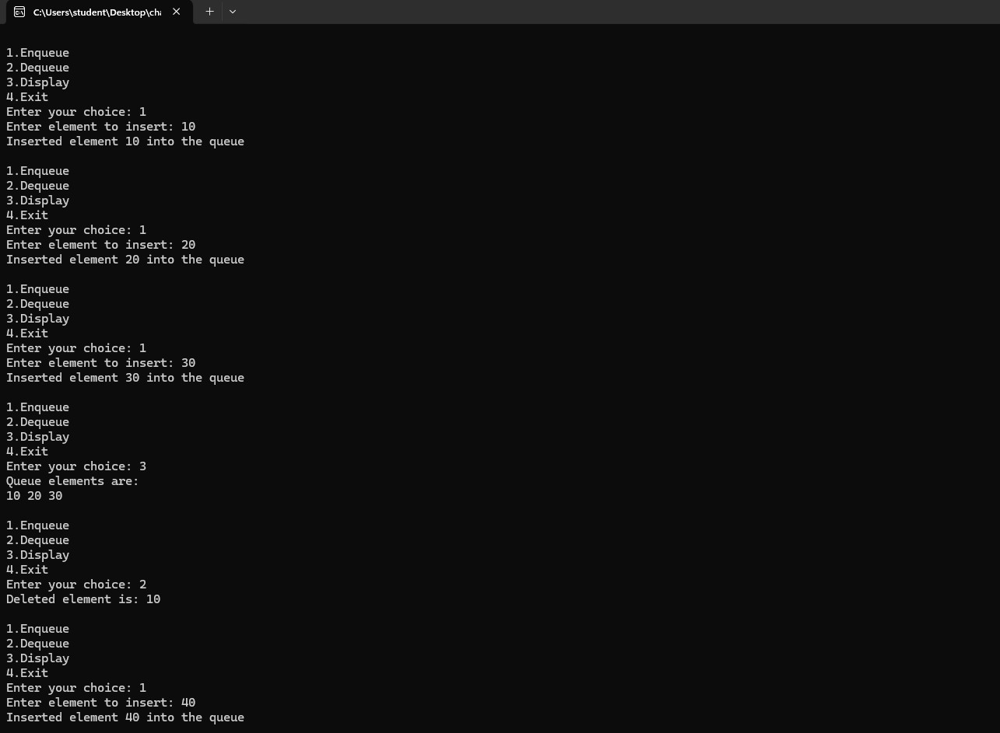 C:\Users\student\Desktop\cha
1.Enqueue
2.Dequeue
3.Display
4.Exit
Enter your choice: 1
Enter element to insert: 10
Inserted element 10 into the queue
1.Enqueue
2.Dequeue
3.Display
4.Exit
Enter your choice: 1
Enter element to insert: 20
Inserted element 20 into the queue
1.Enqueue
2.Dequeue
3.Display
4.Exit
Enter your choice: 1
Enter element to insert: 30
Inserted element 30 into the queue
1.Enqueue
2.Dequeue
3.Display
4.Exit
Enter your choice: 3
Queue elements are:
10 20 30
1.Enqueue
2.Dequeue
3.Display
4.Exit
Enter your choice: 2
Deleted element is: 10
1.Enqueue
2.Dequeue
3.Display
4.Exit
Enter your choice: 1
Enter element to insert: 40
Inserted element 40 into the queue